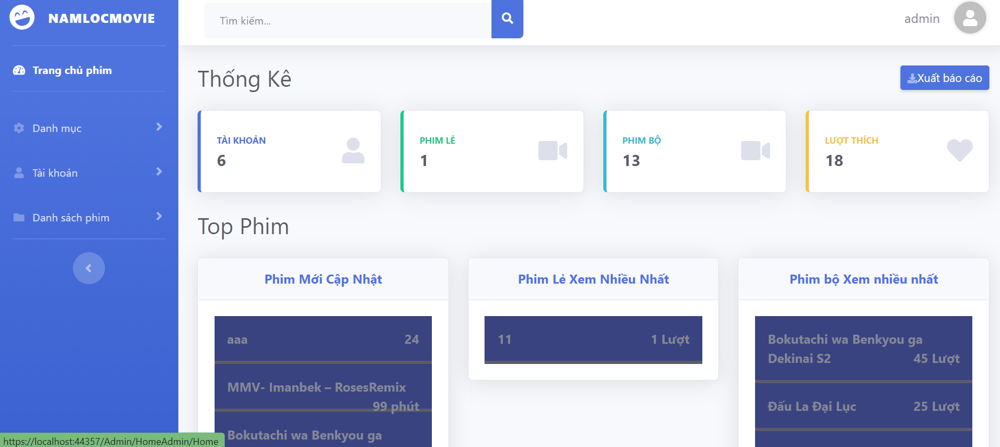 NAMLOCMOVIE
Tìm kiếm...
admin
Trang chủ phim
Danh mục
Tài khoản
Danh sách phim
Thống Kê
Xuất báo cáo
TÀI KHOẢN
6
PHIM LẺ
1
PHIM BỘ
13
LƯỢT THÍCH
18
Top Phim
Phim Mới Cập Nhật
aaa 24
MMV- Imanbek – RosesRemix
99 phút
Bokutachi wa Benkyou ga
Phim Lẻ Xem Nhiều Nhất
11 1 Lượt
Phim bộ Xem nhiều nhất
Bokutachi wa Benkyou ga
Dekinai S2 45 Lượt
Đấu La Đại Lục 25 Lượt
https://localhost:44357/Admin/HomeAdmin/Home